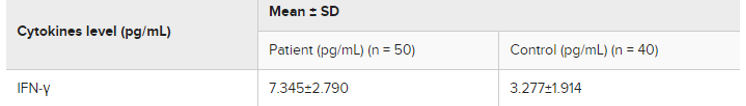 Cytokines level (pg/mL)
Mean ± SD
Patient (pg/mL) (n = 50)
Control (pg/mL) (n = 40)
IFN-γ
7.345±2.790
3.277±1.914